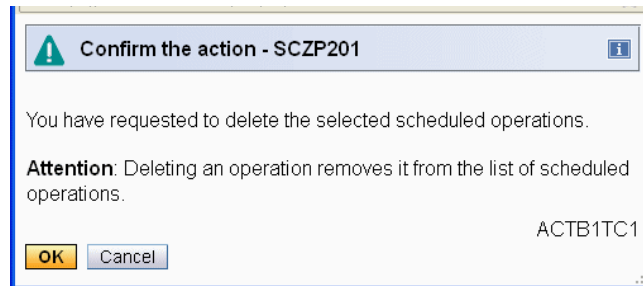 Confirm the action - SCZP201
You have requested to delete the selected scheduled operations.
Attention: Deleting an operation removes it from the list of scheduled
operations.
ACTB1TC1
OK Cancel